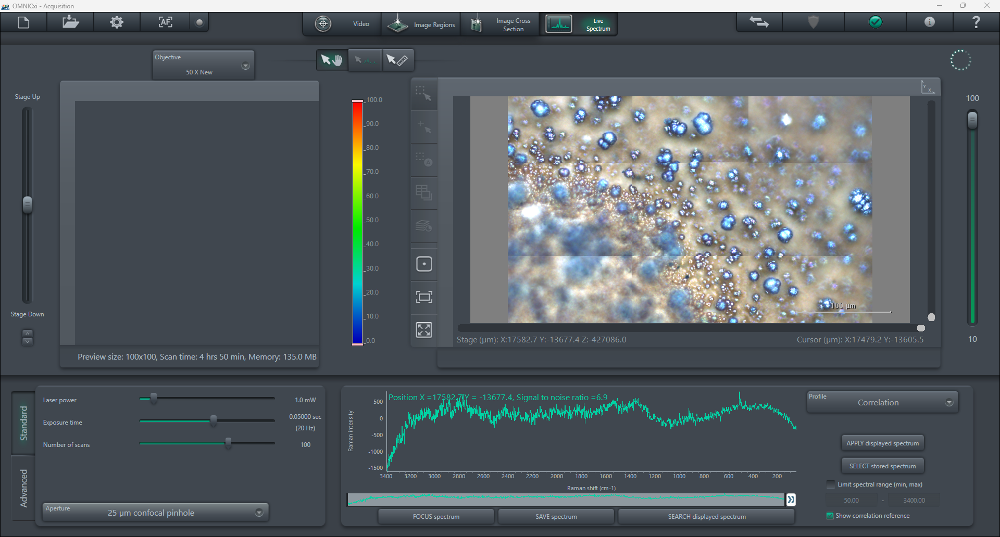 OMNICxi - Acquisition
AF
Video
Image Regions
Image Cross
Section
Live
Spectrum
i
?
Objective
50 X New
Stage Up
Stage Down
100.0
90.0
80.0
70.0
60.0
50.0
40.0
30.0
20.0
10.0
0.0
A
Y
X
100 µm
100
10
Stage (µm): X:17582.7 Y:-13677.4 Z:-427086.0
Cursor (µm): X:17479.2 Y:-13605.5
Preview size: 100x100, Scan time: 4 hrs 50 min, Memory: 135.0 MB
Standard
Advanced
Laser power
1.0 mW
Exposure time
0.05000 sec
(20 Hz)
Number of scans
100
Aperture
25 µm confocal pinhole
Position X =17582.7 Y = -13677.4, Signal to noise ratio =6.9
Raman intensity
500
0
-500
-1000
-1500
3400 3200 3000 2800 2600 2400 2200 2000 1800 1600 1400 1200 1000 800 600 400 200
Raman shift (cm-1)
FOCUS spectrum
SAVE spectrum
SEARCH displayed spectrum
Profile
Correlation
APPLY displayed spectrum
SELECT stored spectrum
Limit spectral range (min, max)
50.00 - 3400.00
Show correlation reference